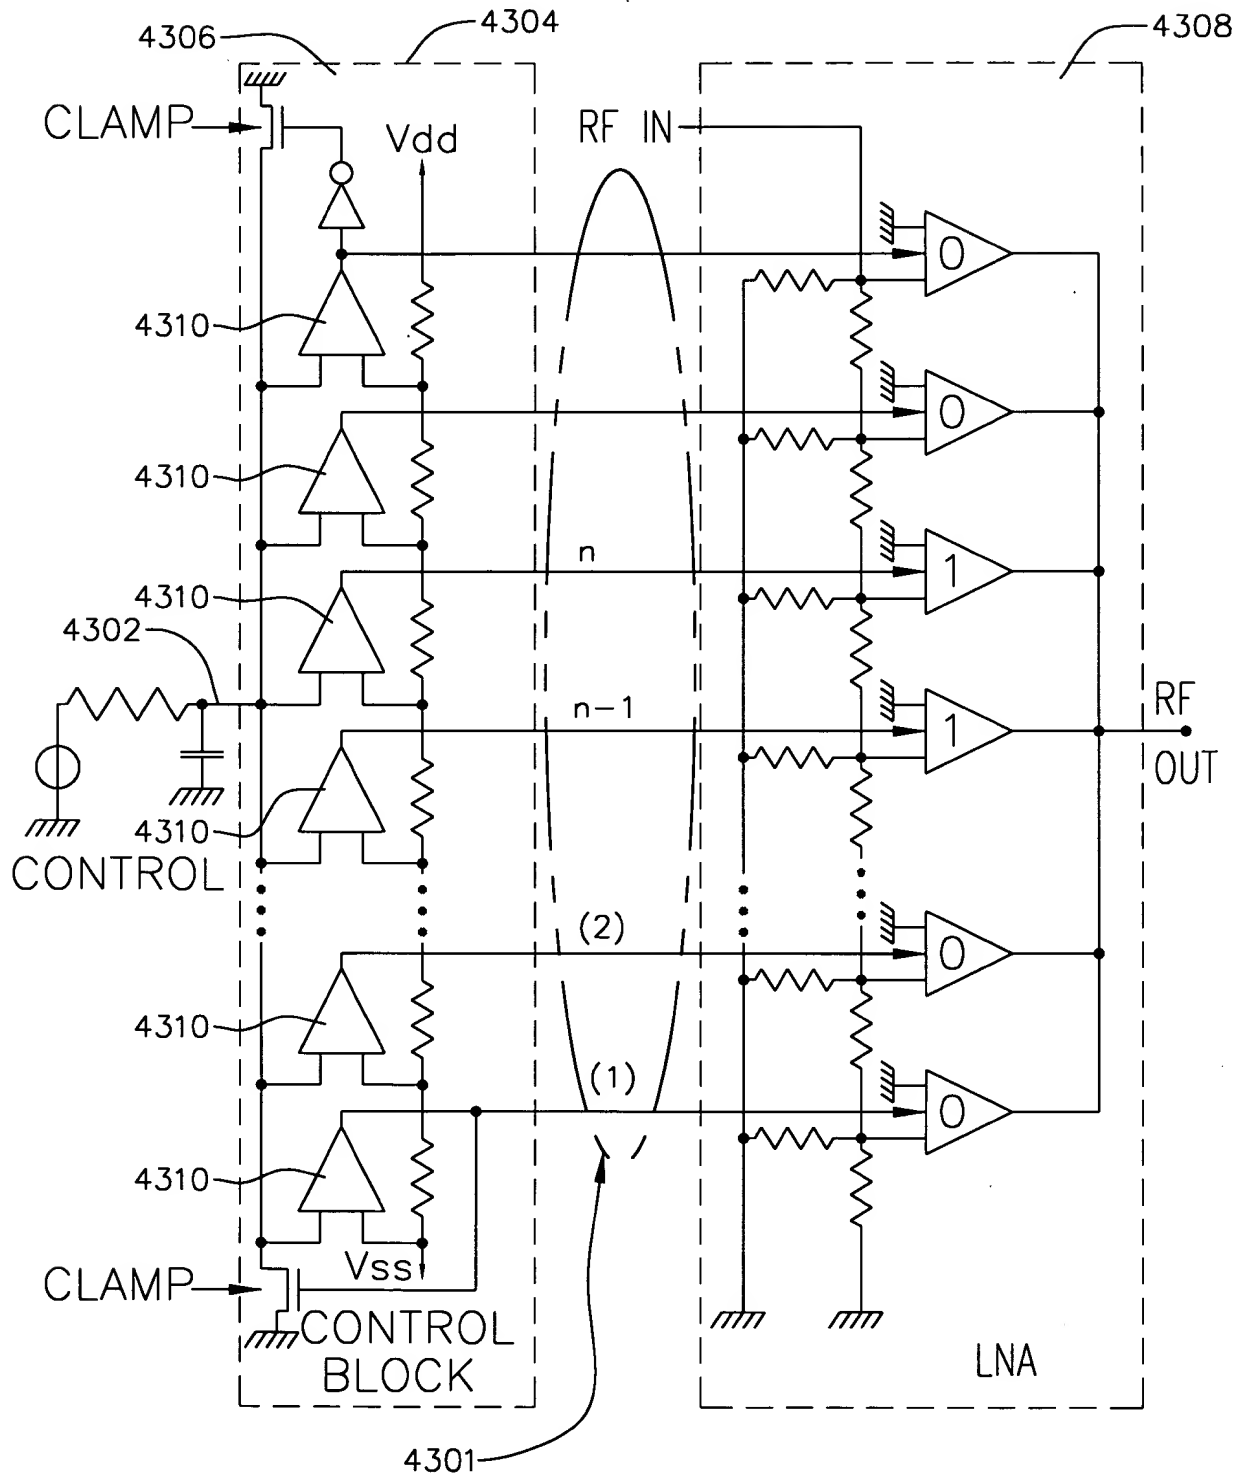 4306
4304
4308
CLAMP
Vdd
RF IN
0
4310
0
4310
n
1
4310
4302
n-1
1
RF
OUT
4310
CONTROL
(2)
0
4310
(1)
0
4310
Vss
CLAMP
CONTROL
BLOCK
LNA
4301